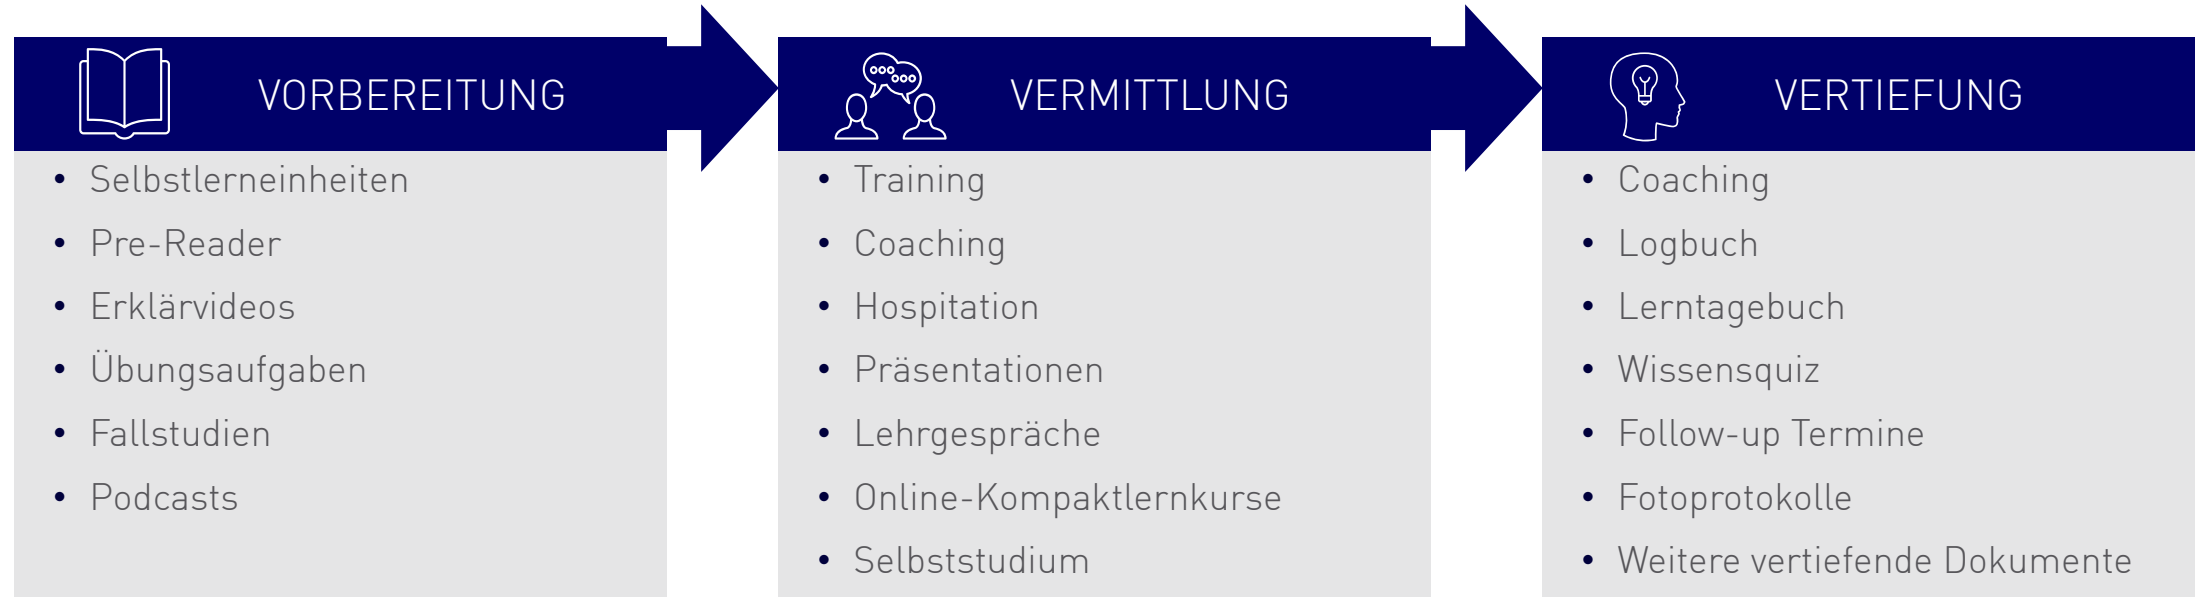 VORBEREITUNG
• Selbstlerneinheiten
• Pre-Reader
• Erklärvideos
• Übungsaufgaben
• Fallstudien
• Podcasts
VERMITTLUNG
• Training
• Coaching
• Hospitation
• Präsentationen
• Lehrgespräche
• Online-Kompaktlernkurse
• Selbststudium
VERTIEFUNG
• Coaching
• Logbuch
• Lerntagebuch
• Wissensquiz
• Follow-up Termine
• Fotoprotokolle
• Weitere vertiefende Dokumente